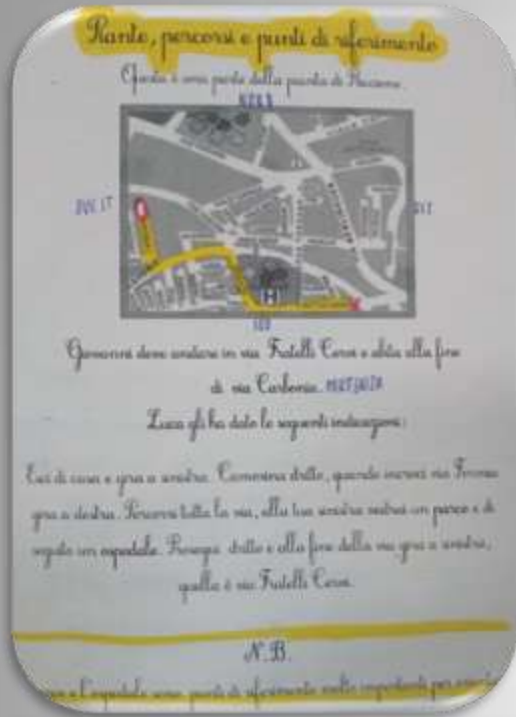 Piante, percorsi e punti di riferimento
Questa è una parte della pianta di
NORD
OVEST
EST
H
SUD
Giovanni deve andare in via Fratelli Cervi e abita alla fine
di via Carbonia.
Luca gli ha dato le seguenti indicazioni:
Esci di casa e gira a sinistra. Cammina dritto, quando incroci via
gira a destra. Percorri tutta la via, alla tua sinistra vedrai un parco e di
seguito un ospedale. Prosegui dritto e alla fine della via gira a sinistra,
quella è via Fratelli Cervi.
N.B.
e l'ospedale sono punti di riferimento molto importanti per